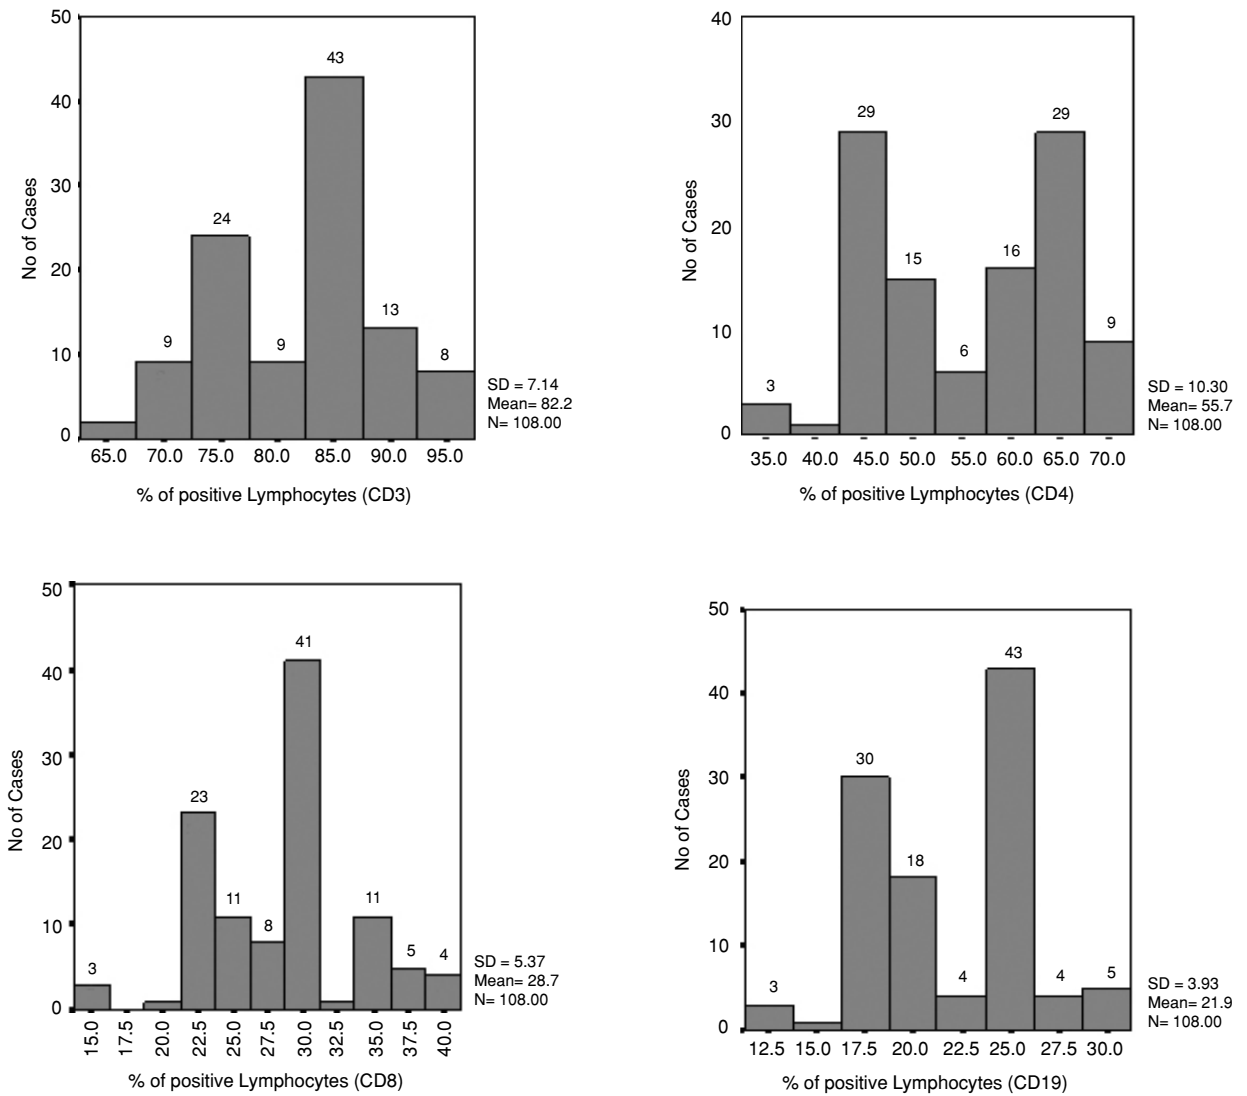 50
40
30
20
10
0
No of Cases
9
24
9
43
13
8
65.0 70.0 75.0 80.0 85.0 90.0 95.0
% of positive Lymphocytes (CD3)
SD = 7.14
Mean= 82.2
N= 108.00
40
30
20
10
0
No of Cases
3
29
15
6
16
29
9
35.0 40.0 45.0 50.0 55.0 60.0 65.0 70.0
% of positive Lymphocytes (CD4)
SD = 10.30
Mean= 55.7
N= 108.00
50
40
30
20
10
0
No of Cases
3
23
11
8
41
11
5
4
15.0 17.5 20.0 22.5 25.0 27.5 30.0 32.5 35.0 37.5 40.0
% of positive Lymphocytes (CD8)
SD = 5.37
Mean= 28.7
N= 108.00
50
40
30
20
10
0
No of Cases
3
30
18
4
43
4
5
12.5 15.0 17.5 20.0 22.5 25.0 27.5 30.0
% of positive Lymphocytes (CD19)
SD = 3.93
Mean= 21.9
N= 108.00